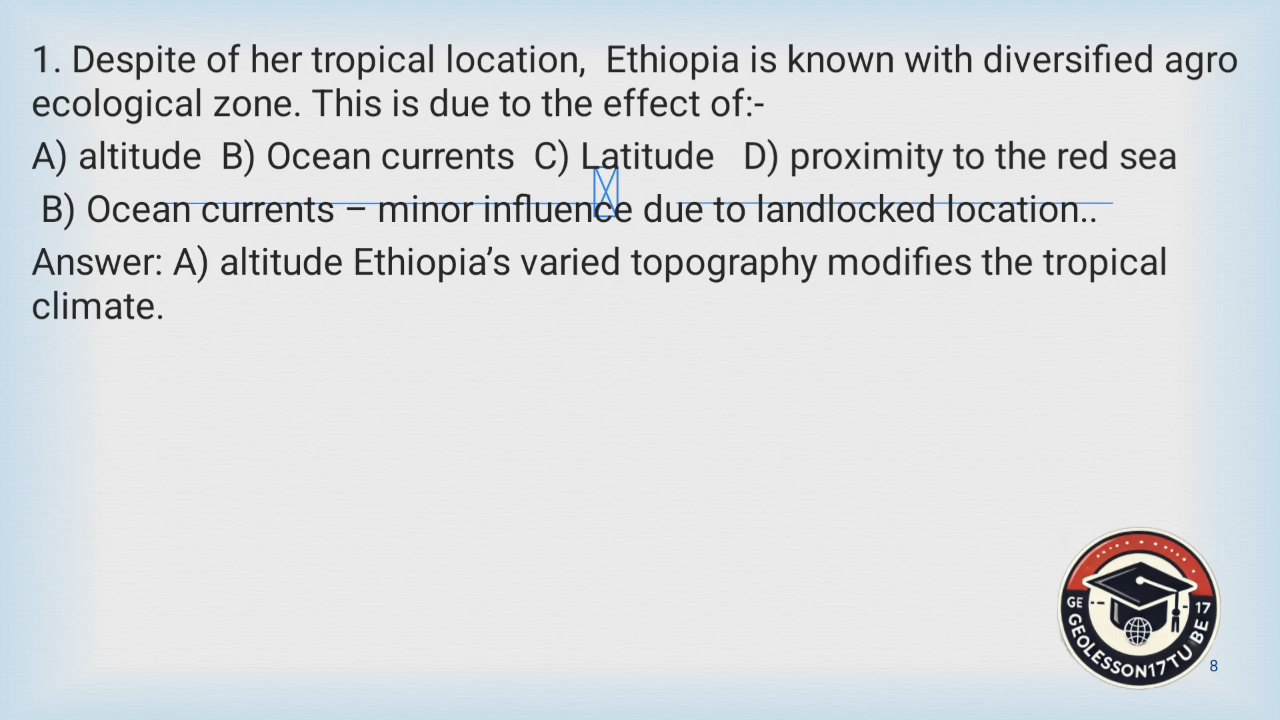 1. Despite of her tropical location,  Ethiopia is known with diversified agro
ecological zone. This is due to the effect of:-
A) altitude  B) Ocean currents  C) Latitude   D) proximity to the red sea
B) Ocean currents – minor influence due to landlocked location..
Answer: A) altitude Ethiopia’s varied topography modifies the tropical
climate.
GE 17
GEOLESSON17TU BE
8